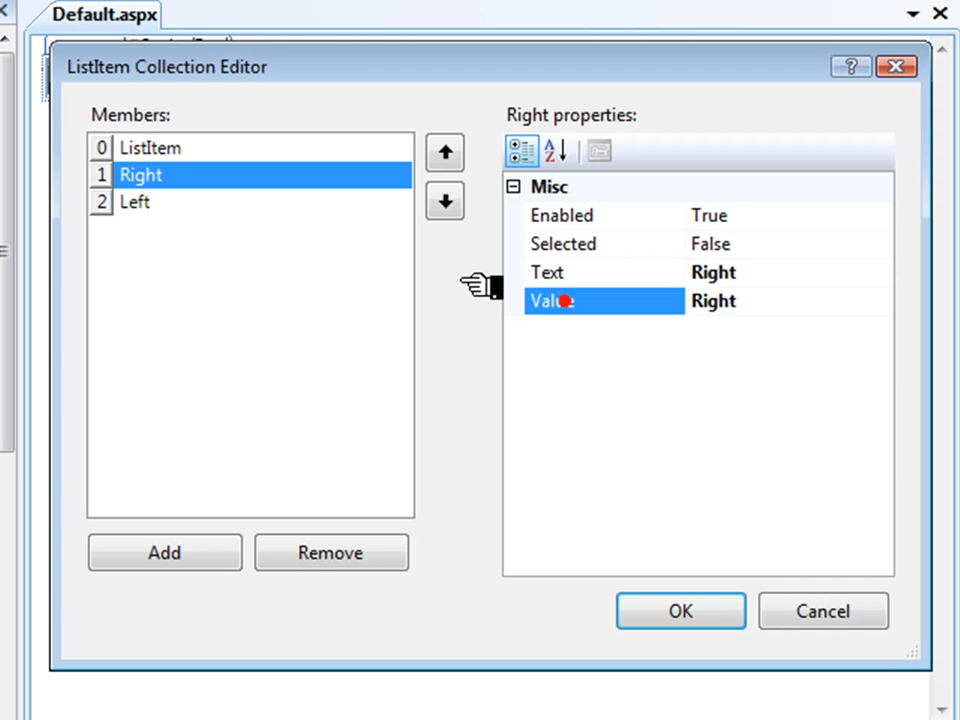 Default.aspx
ListItem Collection Editor
Members:
Right properties:
0 ListItem
1 Right
2 Left
Misc
Enabled True
Selected False
Text Right
Value Right
Add
Remove
OK
Cancel